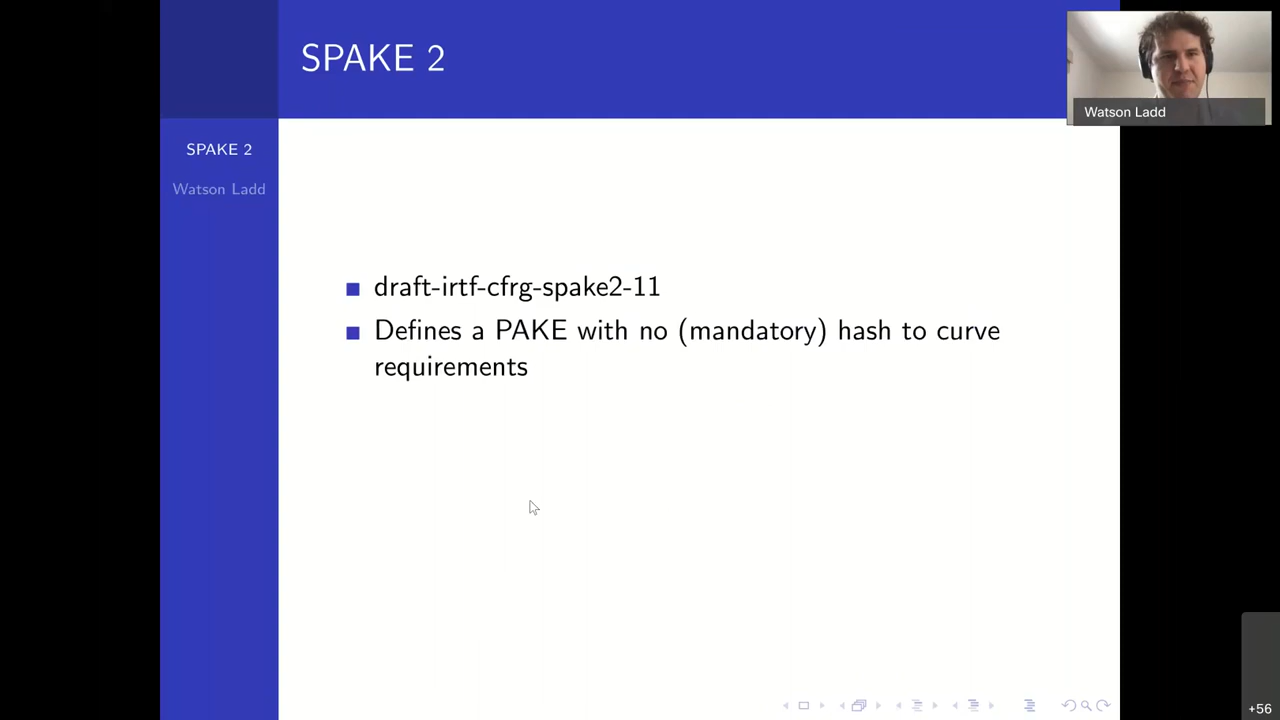 SPAKE 2
Watson Ladd
SPAKE 2
Watson Ladd
draft-irtf-cfrg-spake2-11
Defines a PAKE with no (mandatory) hash to curve
requirements
+56